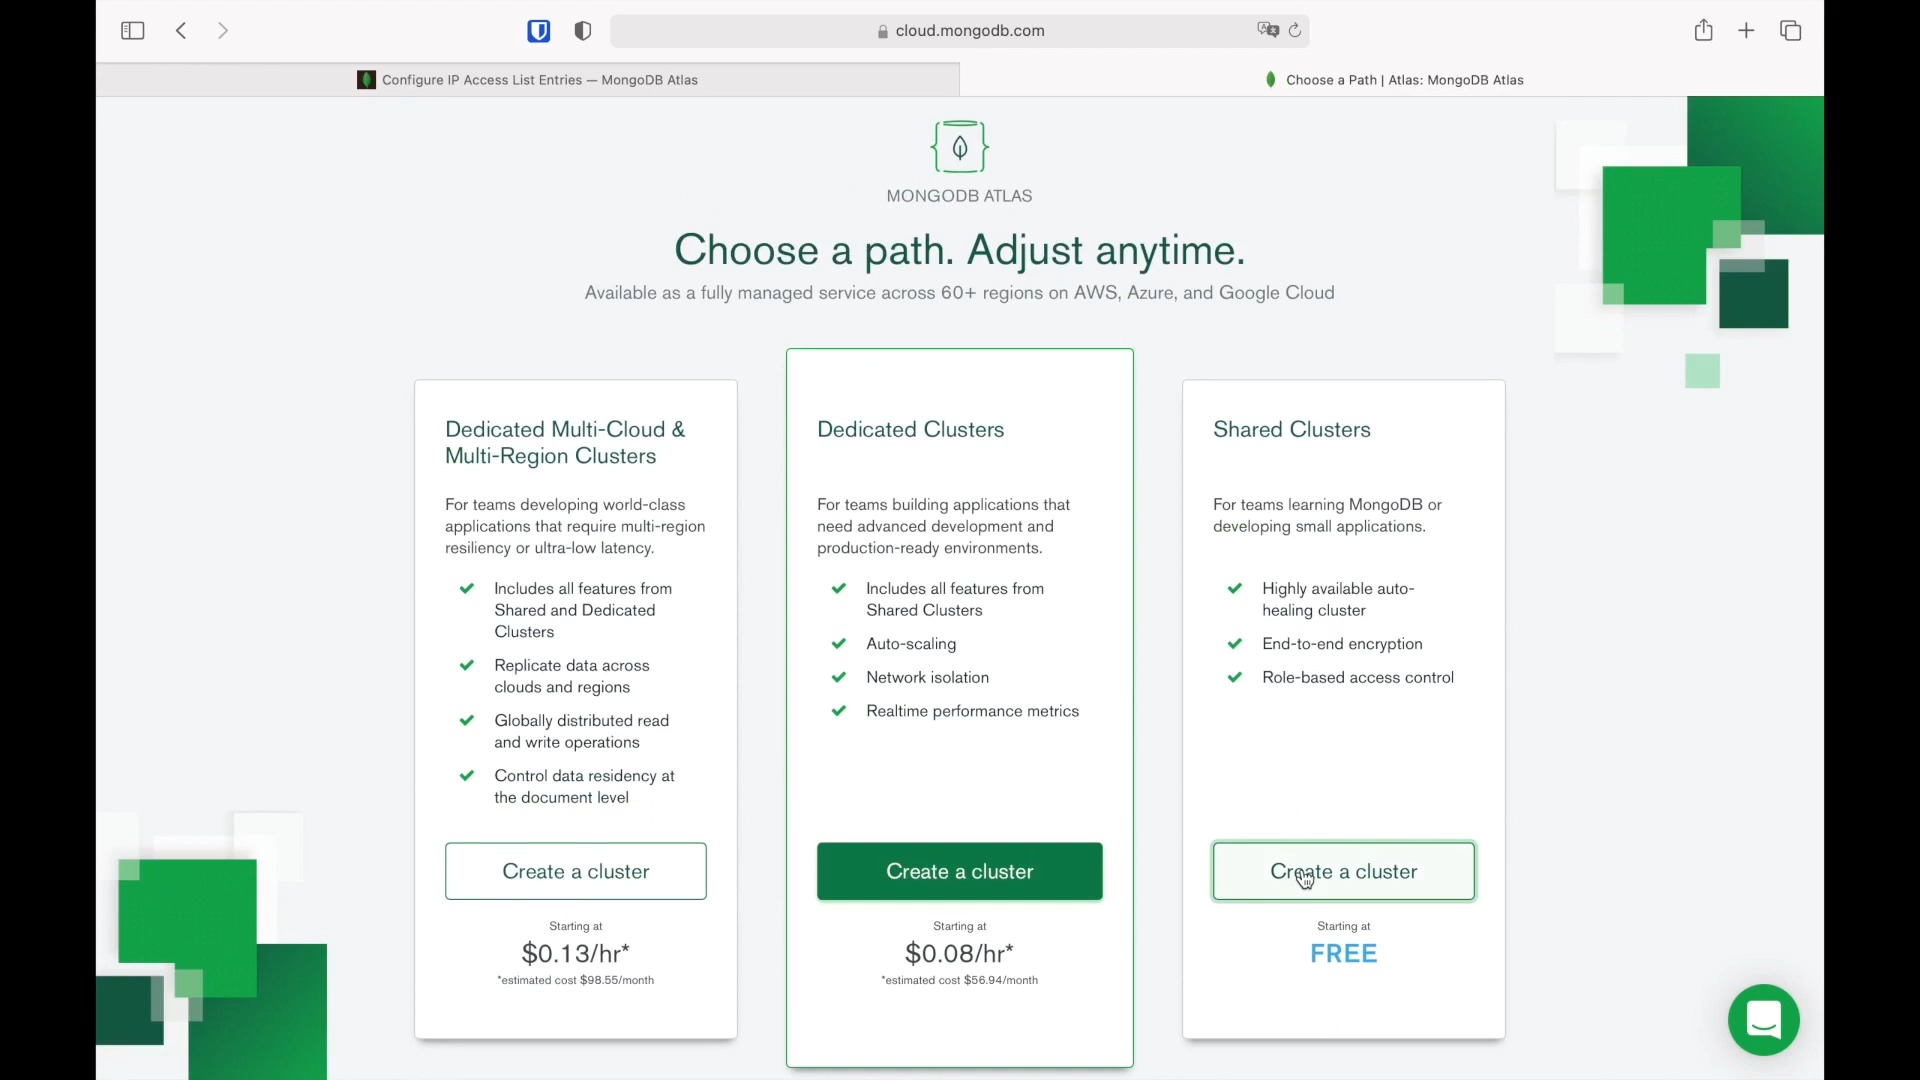 cloud.mongodb.com
Configure IP Access List Entries — MongoDB Atlas
Choose a Path | Atlas: MongoDB Atlas
MONGODB ATLAS
Choose a path. Adjust anytime.
Available as a fully managed service across 60+ regions on AWS, Azure, and Google Cloud
Dedicated Multi-Cloud &
Multi-Region Clusters
For teams developing world-class
applications that require multi-region
resiliency or ultra-low latency.
Includes all features from
Shared and Dedicated
Clusters
Replicate data across
clouds and regions
Globally distributed read
and write operations
Control data residency at
the document level
Create a cluster
Starting at
$0.13/hr*
*estimated cost $98.55/month
Dedicated Clusters
For teams building applications that
need advanced development and
production-ready environments.
Includes all features from
Shared Clusters
Auto-scaling
Network isolation
Realtime performance metrics
Create a cluster
Starting at
$0.08/hr*
*estimated cost $56.94/month
Shared Clusters
For teams learning MongoDB or
developing small applications.
Highly available auto-
healing cluster
End-to-end encryption
Role-based access control
Create a cluster
Starting at
FREE